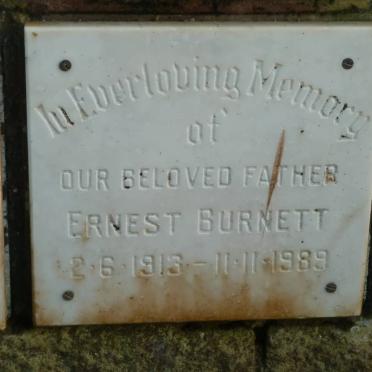 In Everloving Memory
of
OUR BELOVED FATHER
ERNEST BURNETT
2·6·1913 – 11·11·1989